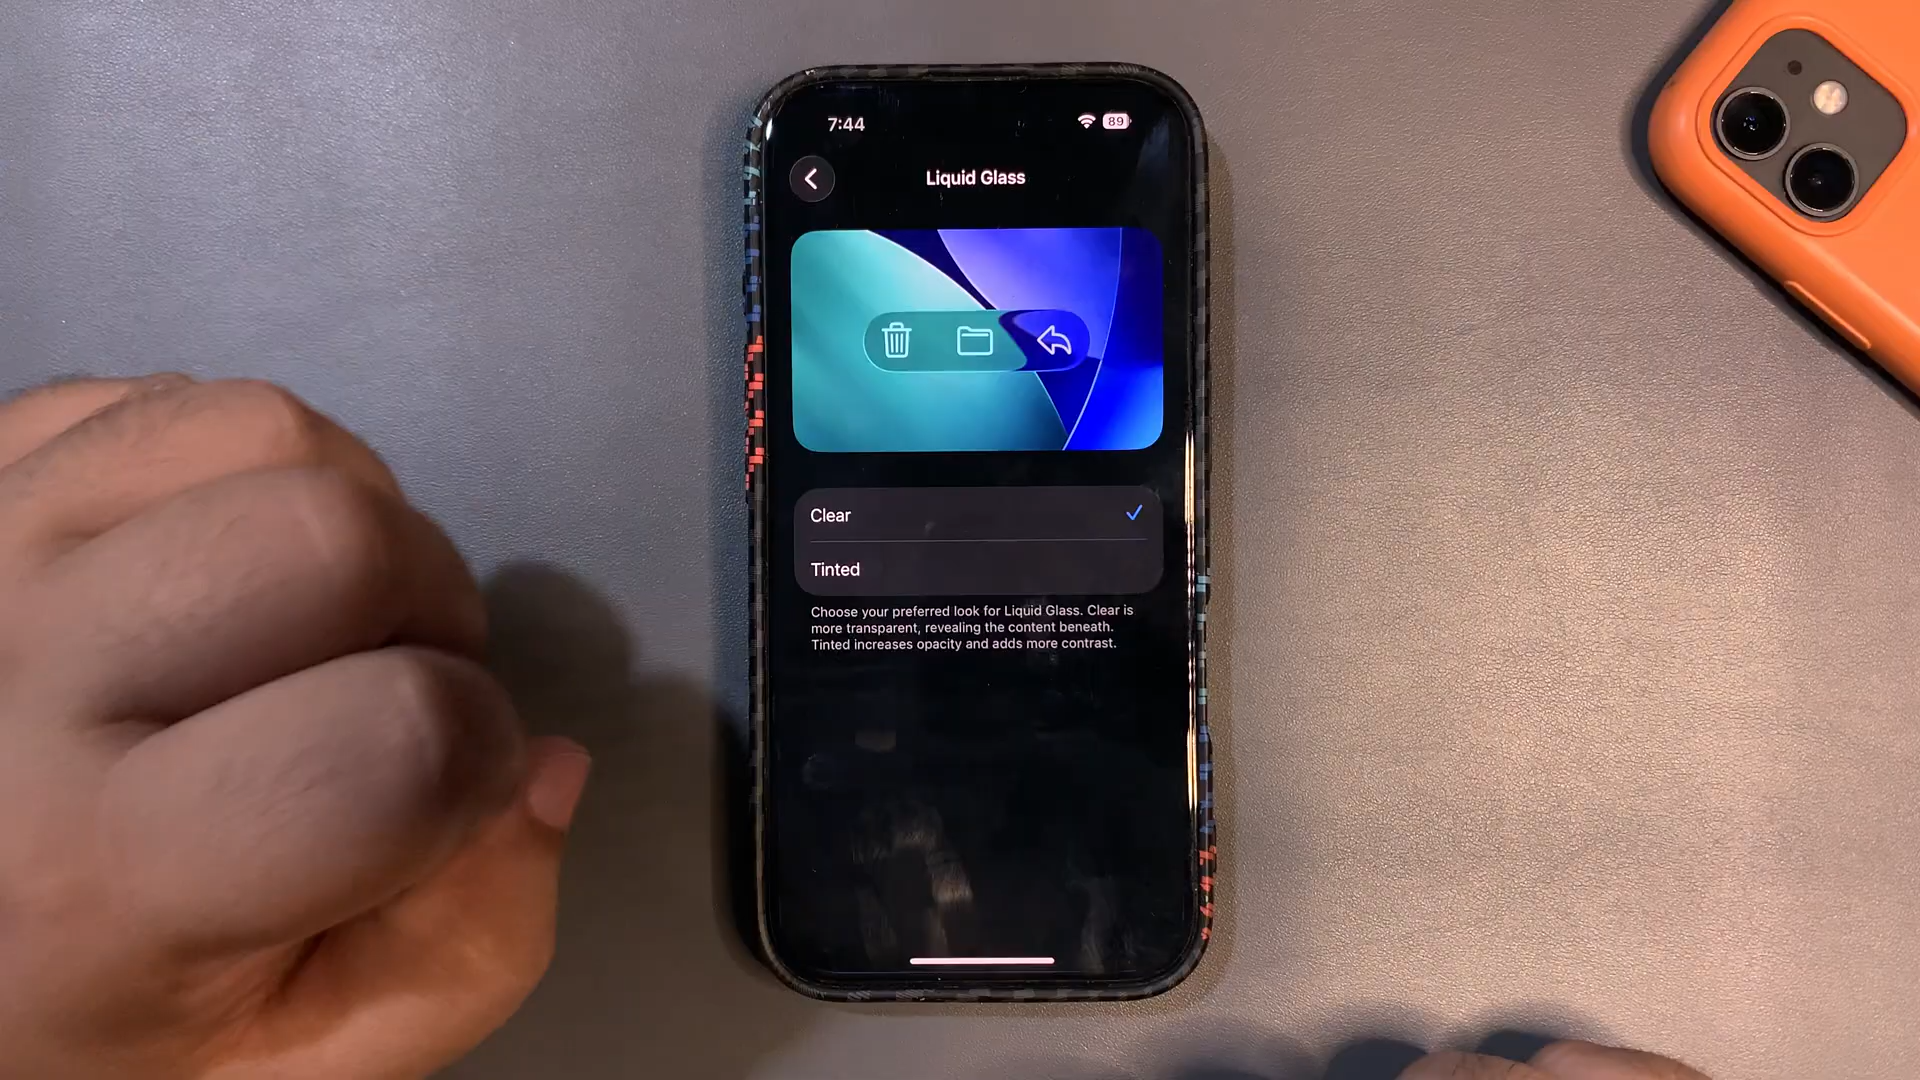 7:44
89
Liquid Glass
Clear
Tinted
Choose your preferred look for Liquid Glass. Clear is
more transparent, revealing the content beneath.
Tinted increases opacity and adds more contrast.